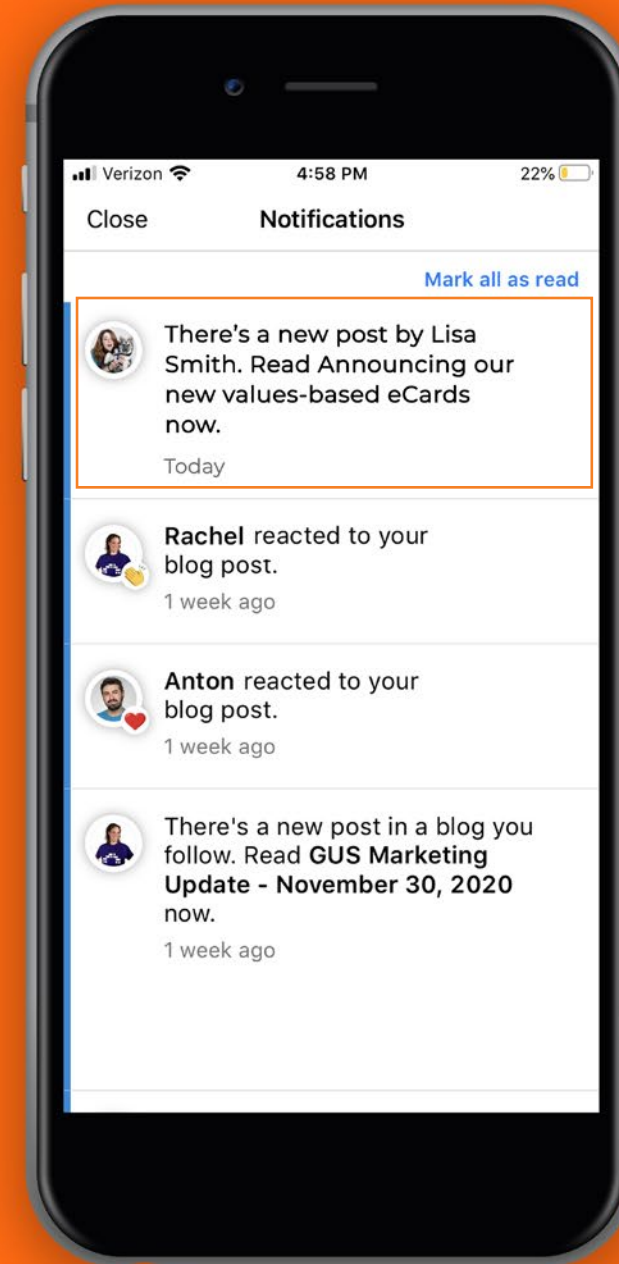 Verizon 4:58 PM 22%
Close Notifications
Mark all as read
There’s a new post by Lisa
Smith. Read Announcing our
new values-based eCards
now.
Today
Rachel reacted to your
blog post.
1 week ago
Anton reacted to your
blog post.
1 week ago
There's a new post in a blog you
follow. Read GUS Marketing
Update - November 30, 2020
now.
1 week ago